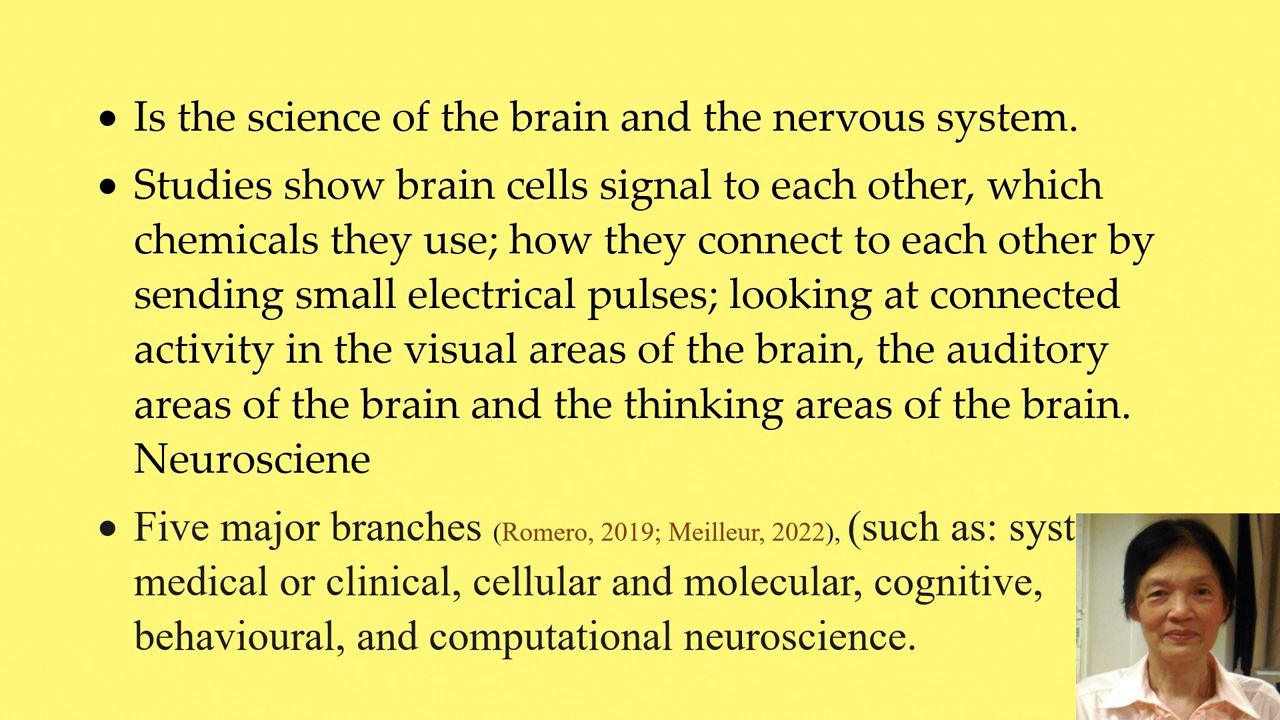 • Is the science of the brain and the nervous system.
• Studies show brain cells signal to each other, which
chemicals they use; how they connect to each other by
sending small electrical pulses; looking at connected
activity in the visual areas of the brain, the auditory
areas of the brain and the thinking areas of the brain.
Neurosciene
• Five major branches (Romero, 2019; Meilleur, 2022), (such as: syst
medical or clinical, cellular and molecular, cognitive,
behavioural, and computational neuroscience.